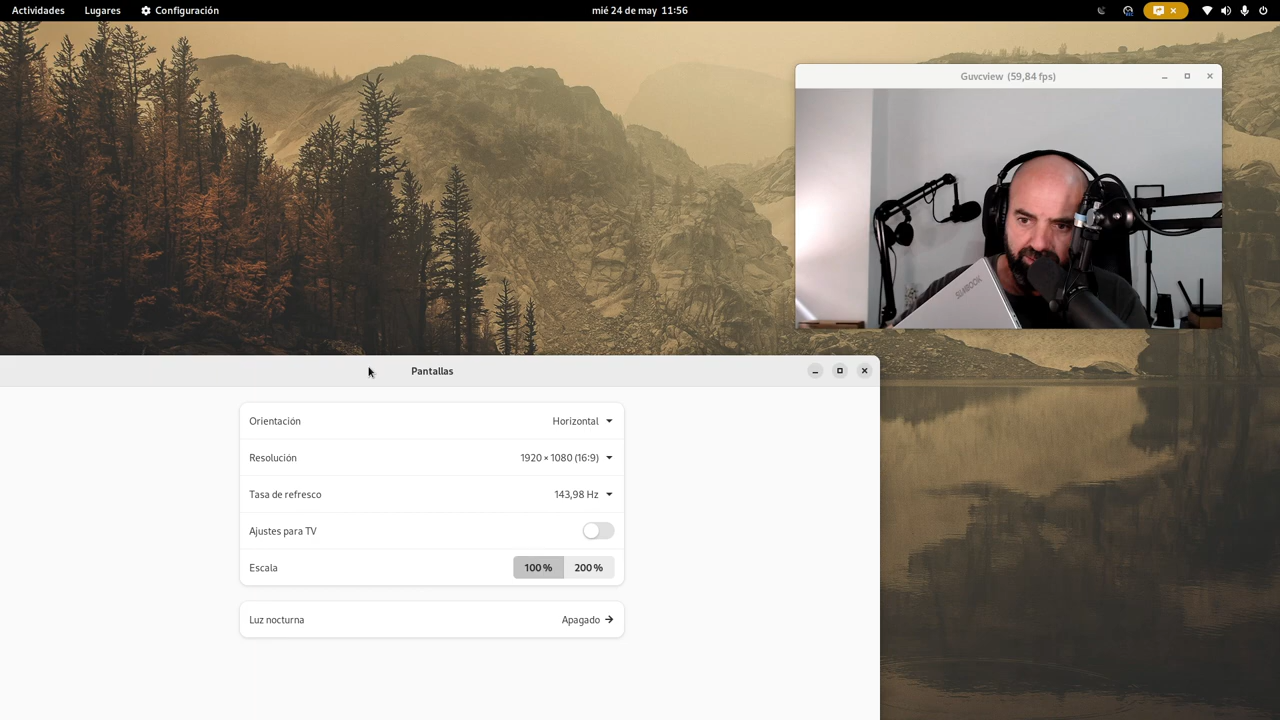 Actividades Lugares Configuración mié 24 de may 11:56
Guvcview (59,84 fps)
SLIMBOOK
Pantallas
Orientación Horizontal
Resolución 1920 × 1080 (16:9)
Tasa de refresco 143,98 Hz
Ajustes para TV
Escala 100 % 200 %
Luz nocturna Apagado